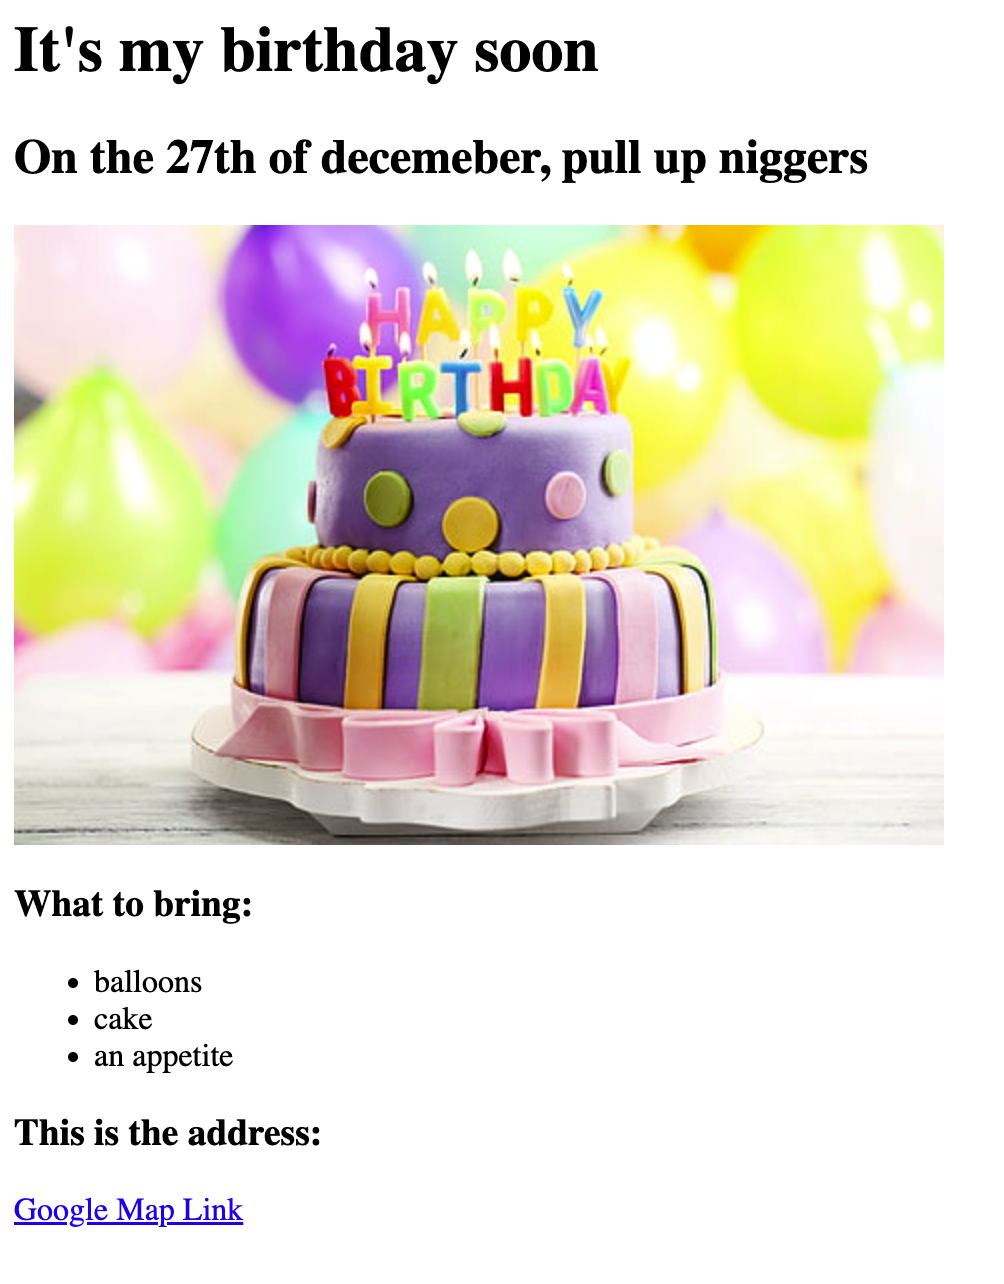 It's my birthday soon
On the 27th of decemeber, pull up niggers
HAPPY
BIRTHDAY
What to bring:
balloons
cake
an appetite
This is the address:
Google Map Link